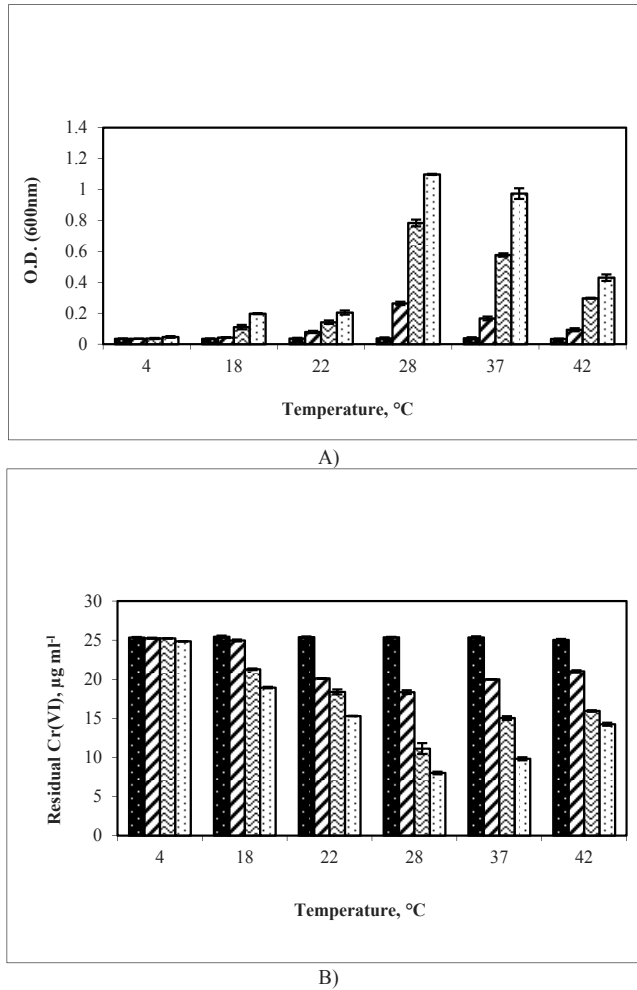 1.4
1.2
1
0.8
0.6
0.4
0.2
0
O.D. (600nm)
4 18 22 28 37 42
Temperature, °C
A)
30
25
20
15
10
5
0
Residual Cr(VI), µg ml⁻¹
4 18 22 28 37 42
Temperature, °C
B)